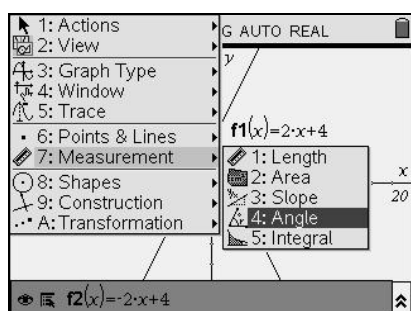 1: Actions
2: View
3: Graph Type
4: Window
5: Trace
6: Points & Lines
7: Measurement
8: Shapes
9: Construction
A: Transformation
G AUTO REAL
y
f1(x)=2·x+4
1: Length
2: Area
3: Slope
4: Angle
5: Integral
x
20
f2(x)=-2·x+4